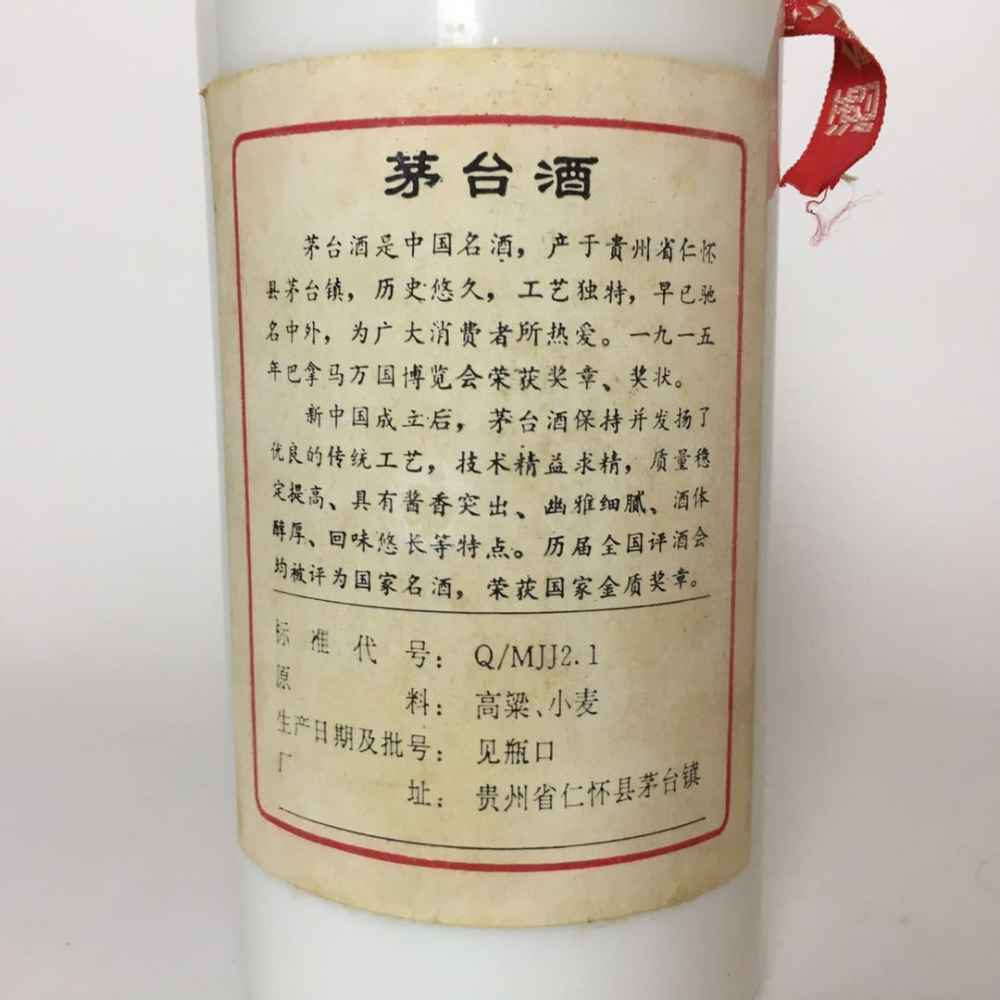 茅台酒
茅台酒是中国名酒，产于贵州省仁怀
县茅台镇，历史悠久，工艺独特，早已驰
名中外，为广大消费者所热爱。一九一五
年巴拿马万国博览会荣获奖章、奖状。
新中国成立后，茅台酒保持并发扬了
优良的传统工艺，技术精益求精，质量稳
定提高、具有酱香突出、幽雅细腻、酒体
醇厚、回味悠长等特点。历届全国评酒会
均被评为国家名酒，荣获国家金质奖章。
标准代号：Q/MJJ2.1
原料：高粱、小麦
生产日期及批号：见瓶口
厂址：贵州省仁怀县茅台镇